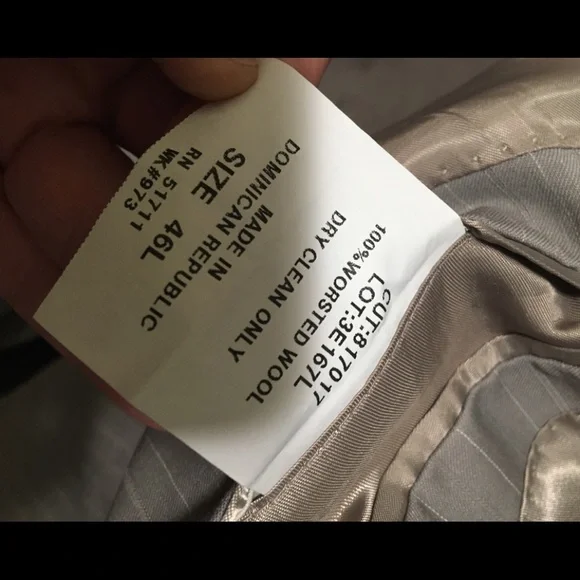 CUT:817017
LOT:3E167L
100%WORSTED WOOL
DRY CLEAN ONLY
MADE IN
DOMINICAN REPUBLIC
SIZE 46L
RN 51711
WK#973